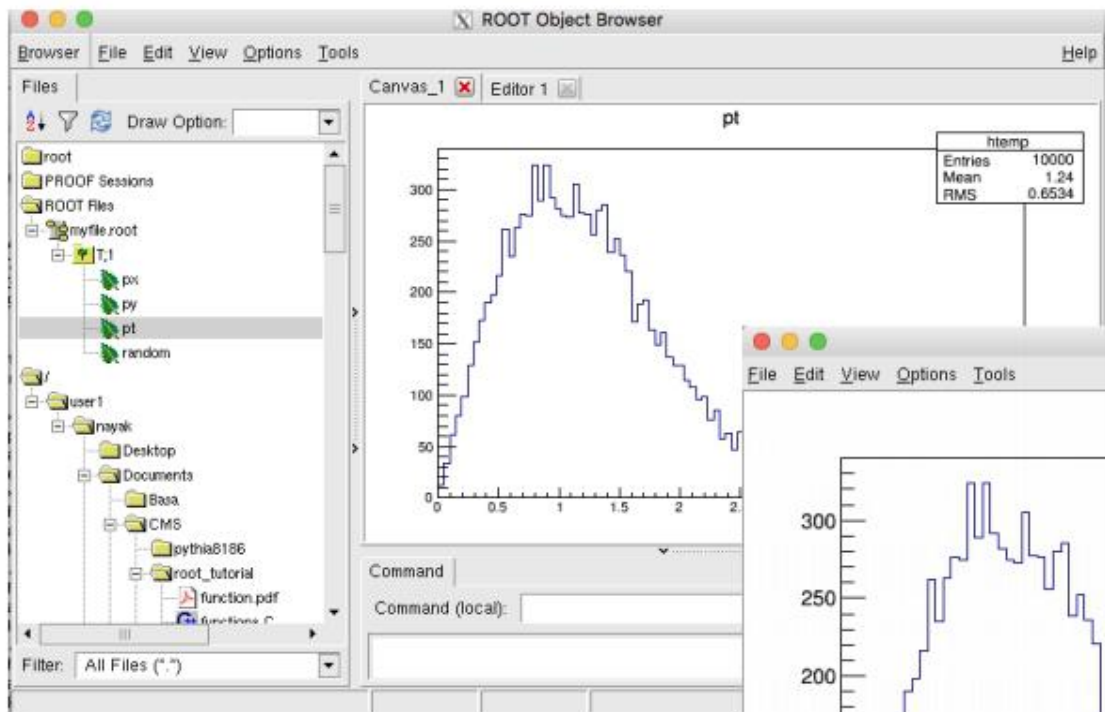 ROOT Object Browser
Browser File Edit View Options Tools Help
Files
Draw Option:
root
PROOF Sessions
ROOT Files
myfile.root
T;1
px
py
pt
random
/
user1
nayak
Desktop
Documents
Basa
CMS
pythia8186
root_tutorial
function.pdf
functions.C
Filter: All Files (*.*)
Canvas_1 Editor 1
pt
htemp
Entries 10000
Mean 1.24
RMS 0.6534
300
250
200
150
100
50
0
0 0.5 1 1.5 2 2.
Command
Command (local):
File Edit View Options Tools
300
250
200